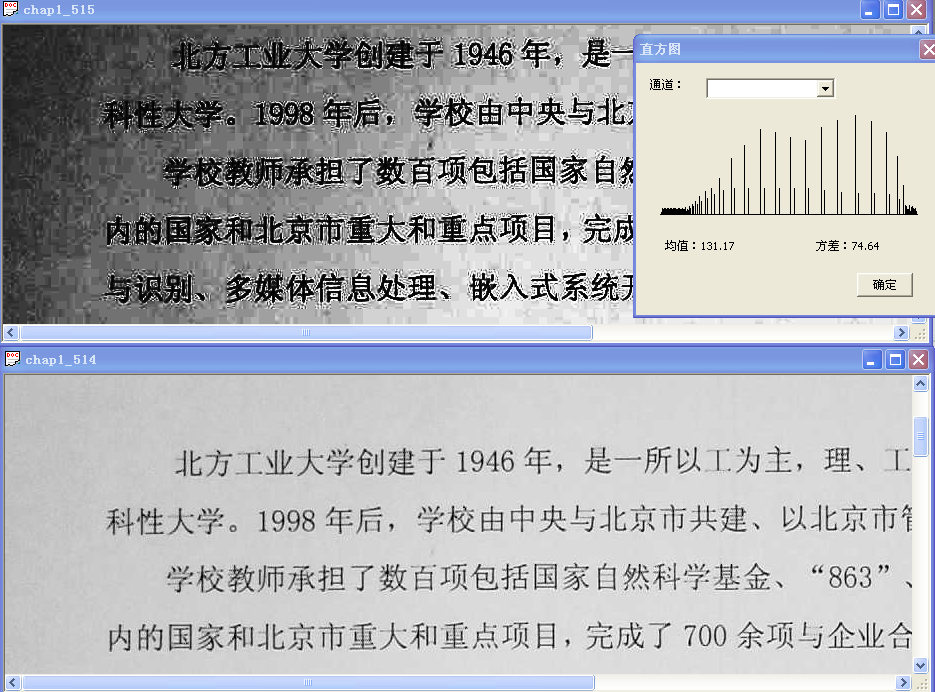 chap1_515
北方工业大学创建于 1946 年，是一
科性大学。1998 年后，学校由中央与北
学校教师承担了数百项包括国家自然
内的国家和北京市重大和重点项目，完成
与识别、多媒体信息处理、嵌入式系统开
直方图
通道：
均值：131.17
方差：74.64
确定
chap1_514
北方工业大学创建于 1946 年，是一所以工为主，理、工
科性大学。1998 年后，学校由中央与北京市共建、以北京市管
学校教师承担了数百项包括国家自然科学基金、“863”、
内的国家和北京市重大和重点项目，完成了 700 余项与企业合